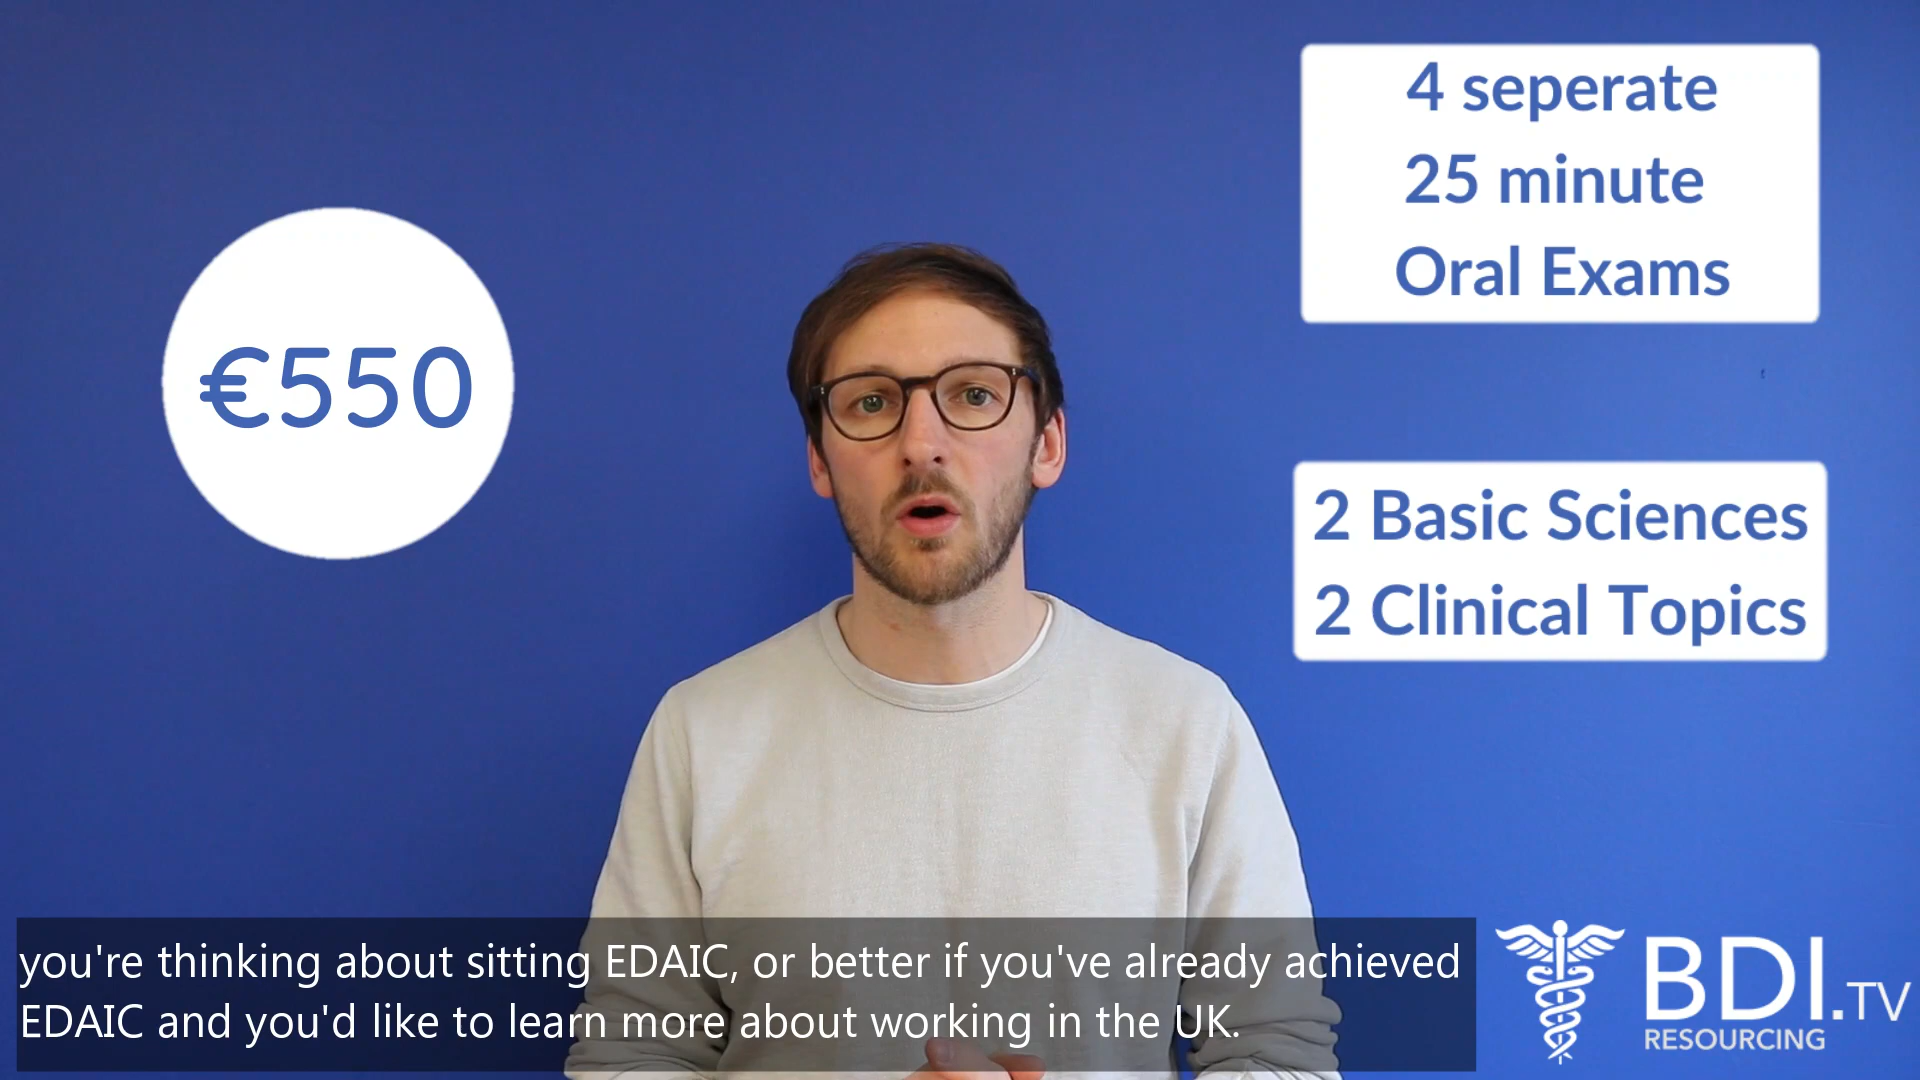 4 seperate
25 minute
Oral Exams
€550
2 Basic Sciences
2 Clinical Topics
you're thinking about sitting EDAIC, or better if you've already achieved
EDAIC and you'd like to learn more about working in the UK.
BDI.TV
RESOURCING